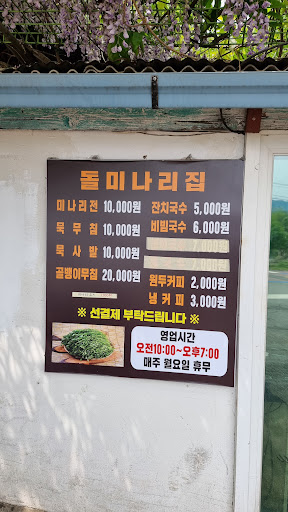 돌미나리집
미나리전 10,000원 잔치국수 5,000원
묵무침 10,000원 비빔국수 6,000원
묵사발 10,000원
골뱅이무침 20,000원 원두커피 2,000원
냉커피 3,000원
※ 선결제 부탁드립니다 ※
영업시간
오전10:00~오후7:00
매주 월요일 휴무